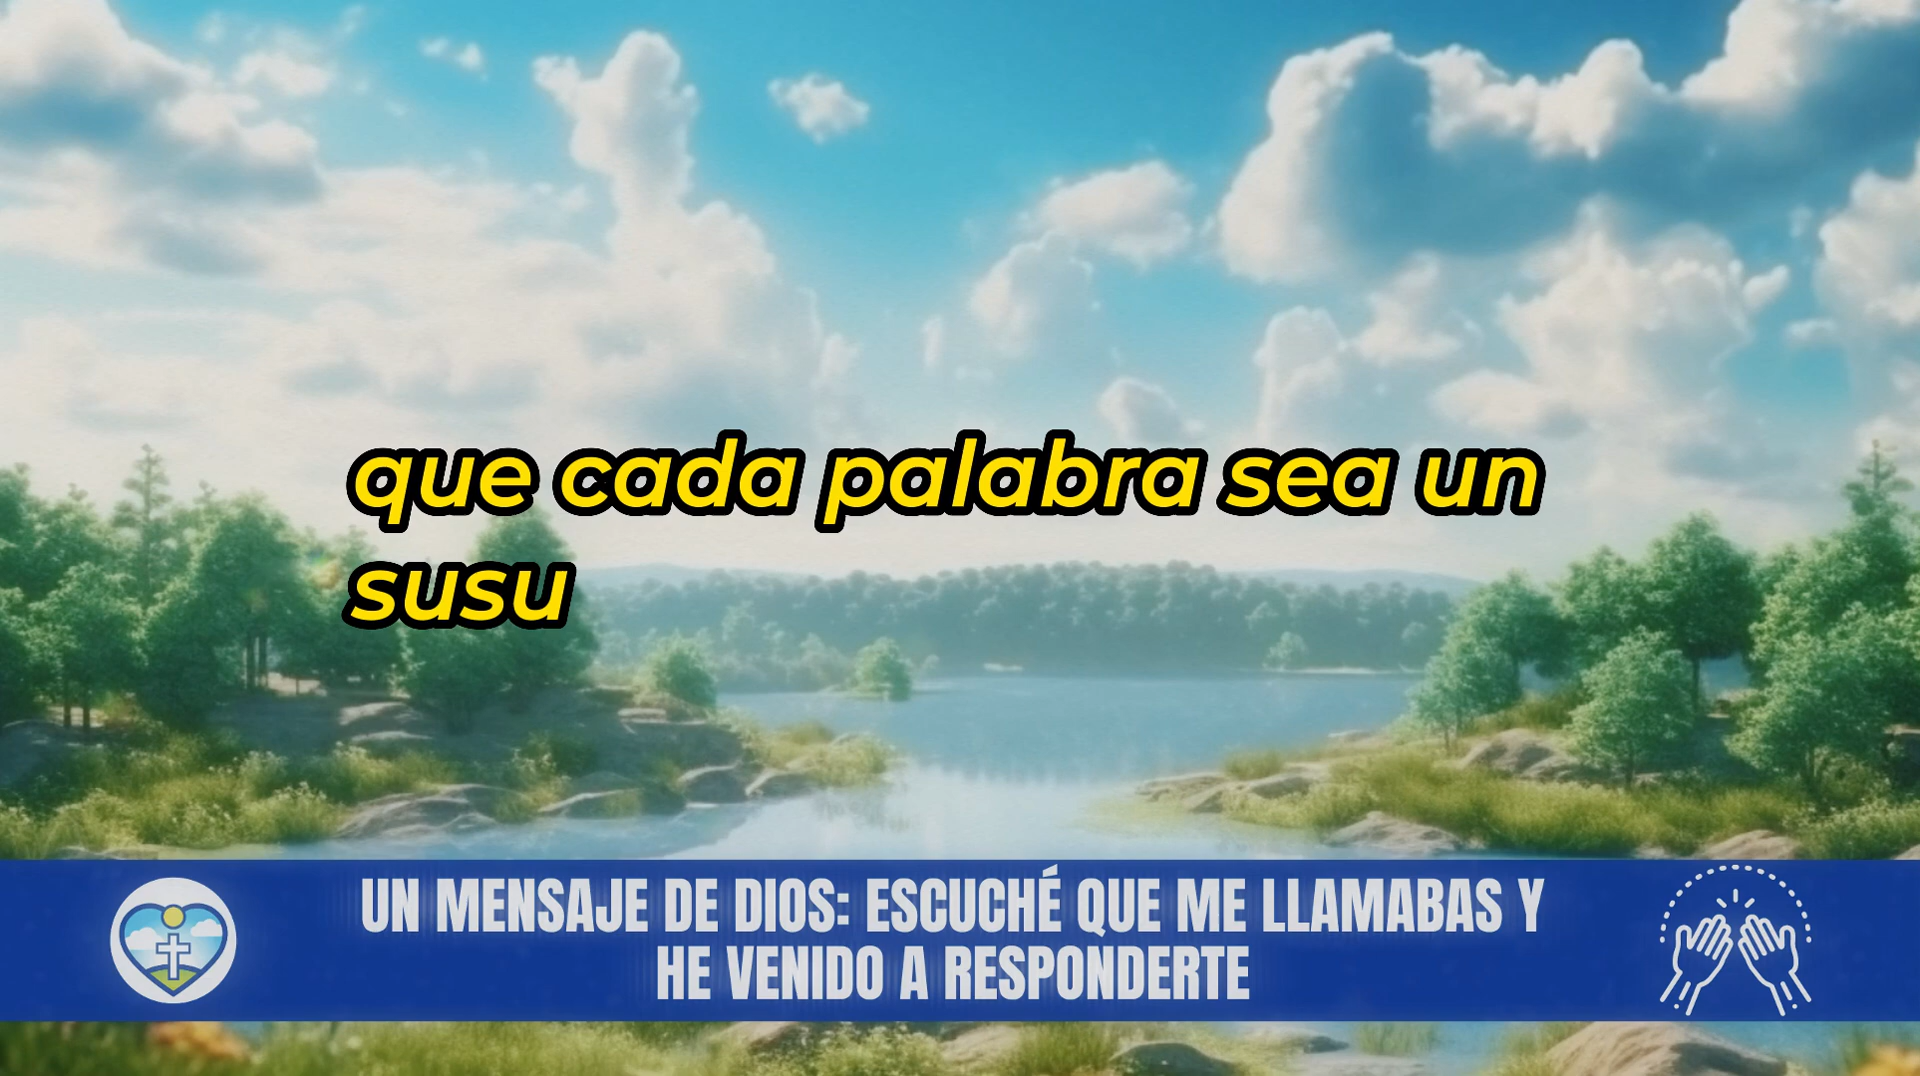 que cada palabra sea un
susu
UN MENSAJE DE DIOS: ESCUCHÉ QUE ME LLAMABAS Y
HE VENIDO A RESPONDERTE